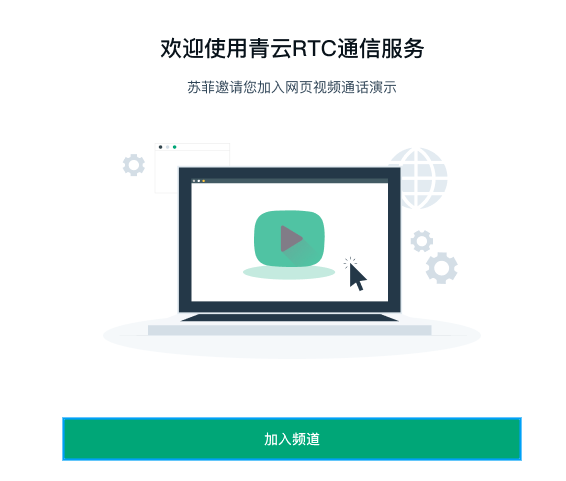 欢迎使用青云RTC通信服务
苏菲邀请您加入网页视频通话演示
加入频道